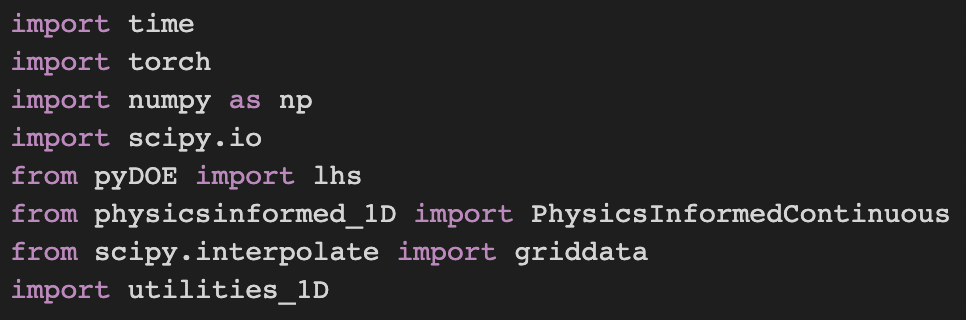 import time
import torch
import numpy as np
import scipy.io
from pyDOE import lhs
from physicsinformed_1D import PhysicsInformedContinuous
from scipy.interpolate import griddata
import utilities_1D